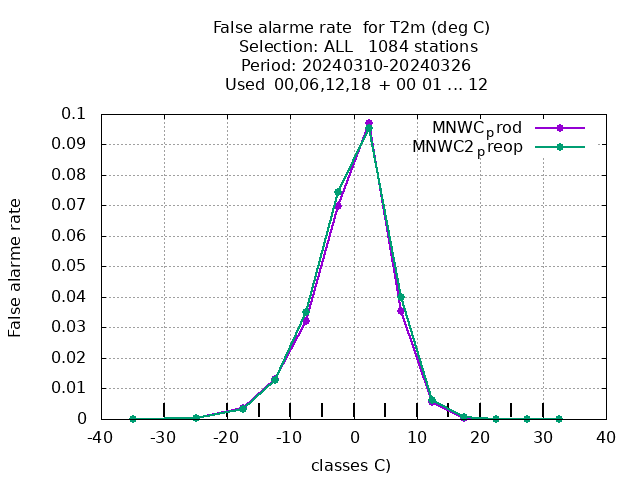 False alarme rate  for T2m (deg C)
Selection: ALL   1084 stations
Period: 20240310-20240326
Used  00,06,12,18  + 00 01 ... 12
MNWCprod
MNWC2preop
False alarme rate
0.1
0.09
0.08
0.07
0.06
0.05
0.04
0.03
0.02
0.01
0
-40 -30 -20 -10 0 10 20 30 40
classes C)